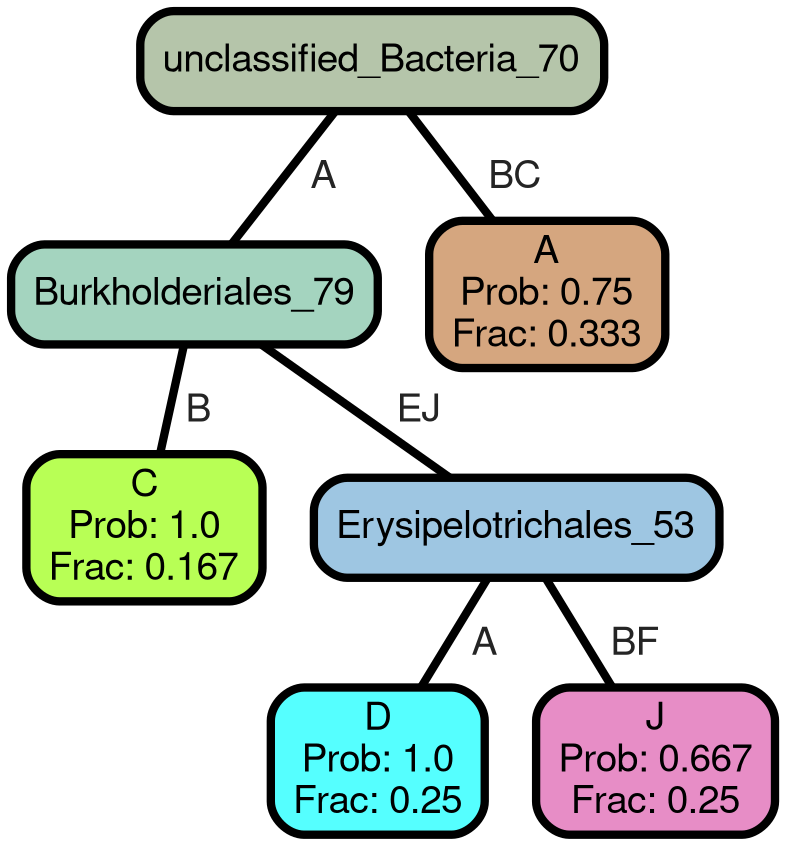 unclassified_Bacteria_70
A
BC
Burkholderiales_79
A
Prob: 0.75
Frac: 0.333
B
EJ
C
Prob: 1.0
Frac: 0.167
Erysipelotrichales_53
A
BF
D
Prob: 1.0
Frac: 0.25
J
Prob: 0.667
Frac: 0.25